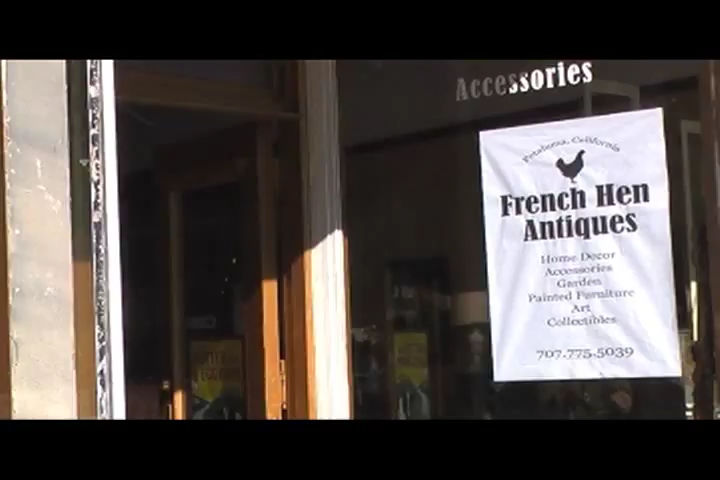 Accessories
Petaluma, California
French Hen
Antiques
Home Decor
Accessories
Garden
Painted Furniture
Art
Collectibles
707.775.5039